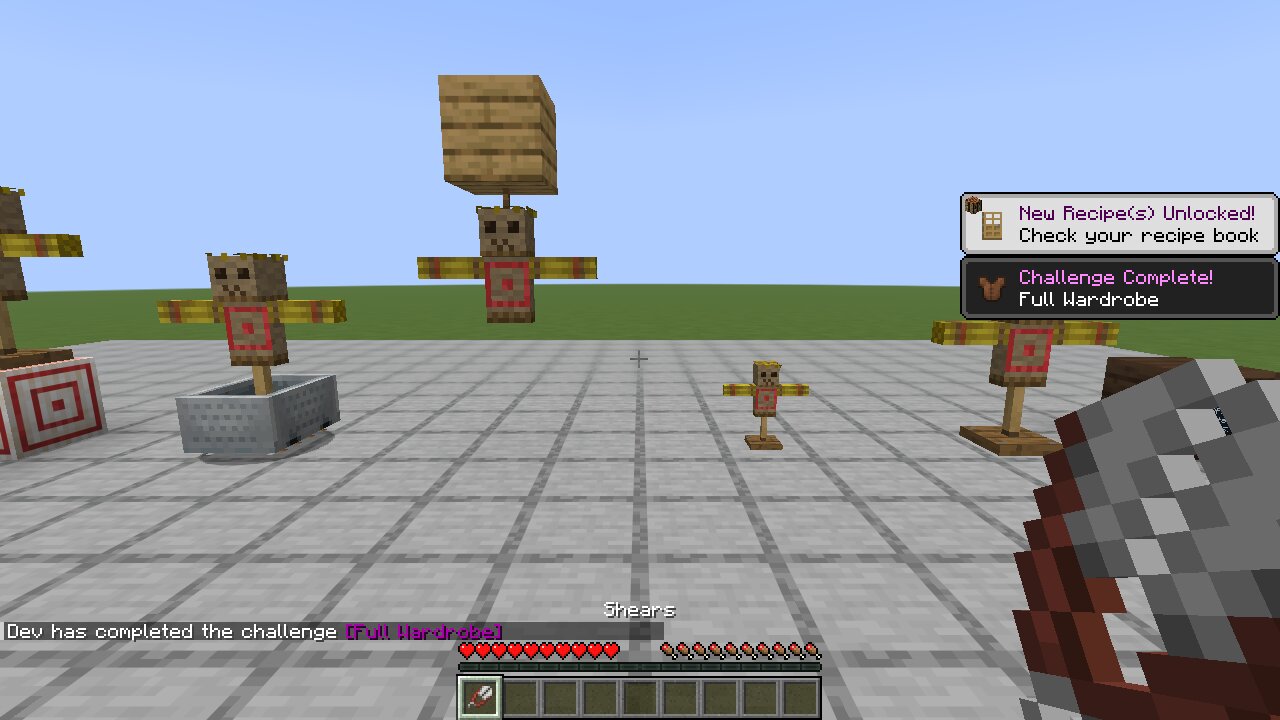 New Recipe(s) Unlocked!
Check your recipe book
Challenge Complete!
Full Wardrobe
Shears
Dev has completed the challenge [Full Wardrobe]